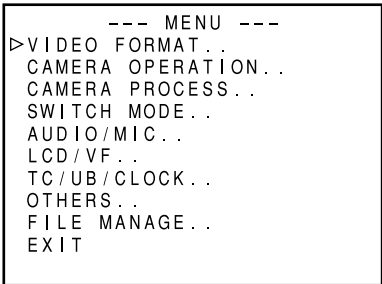 --- MENU ---
▷VIDEO FORMAT..
CAMERA OPERATION..
CAMERA PROCESS..
SWITCH MODE..
AUDIO/MIC..
LCD/VF..
TC/UB/CLOCK..
OTHERS..
FILE MANAGE..
EXIT